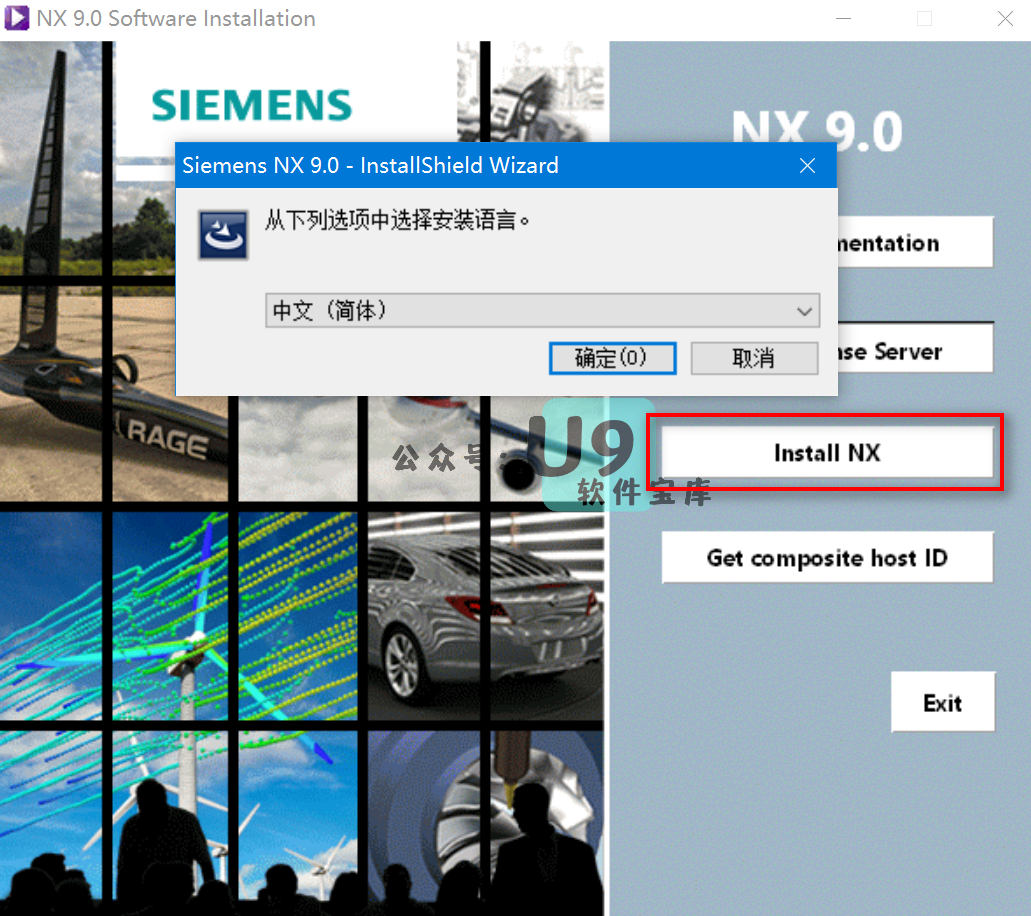 NX 9.0 Software Installation
SIEMENS
NX 9.0
Siemens NX 9.0 - InstallShield Wizard
从下列选项中选择安装语言。
中文（简体）
确定(O)
取消
mentation
nse Server
RAGE
公众号:
U9
软件宝库
Install NX
Get composite host ID
Exit